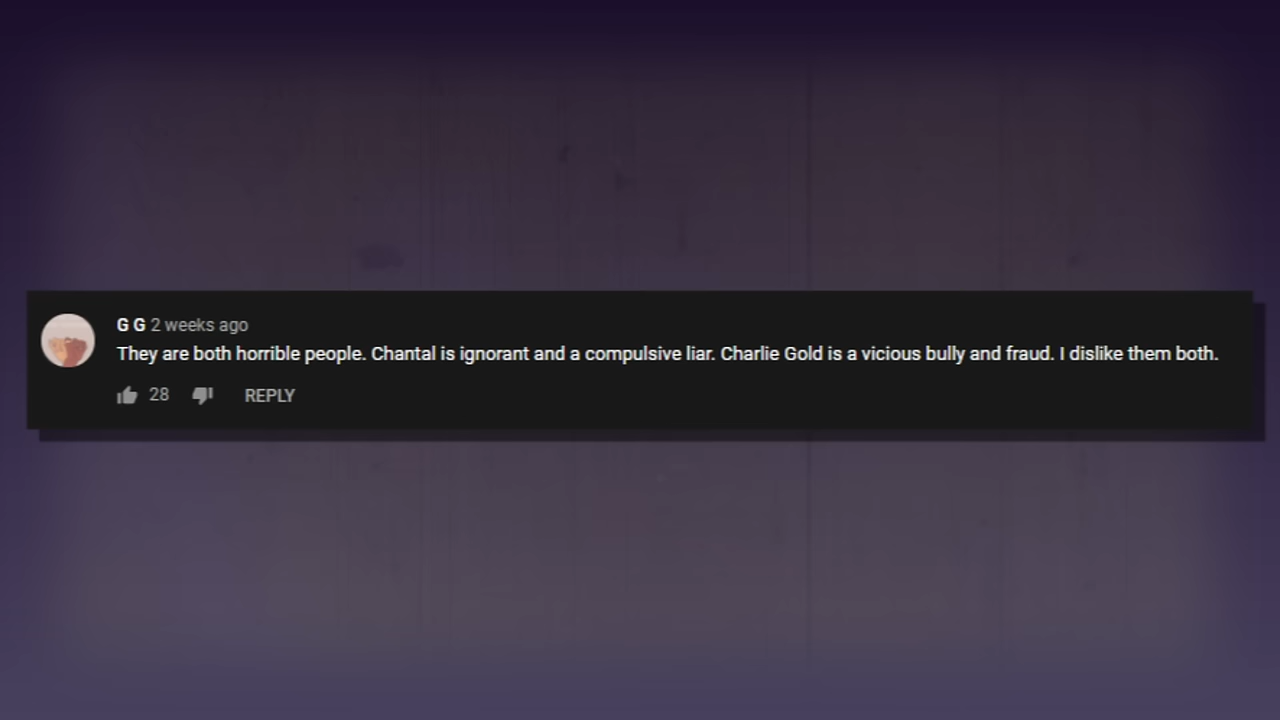 G G 2 weeks ago
They are both horrible people. Chantal is ignorant and a compulsive liar. Charlie Gold is a vicious bully and fraud. I dislike them both.
28 REPLY